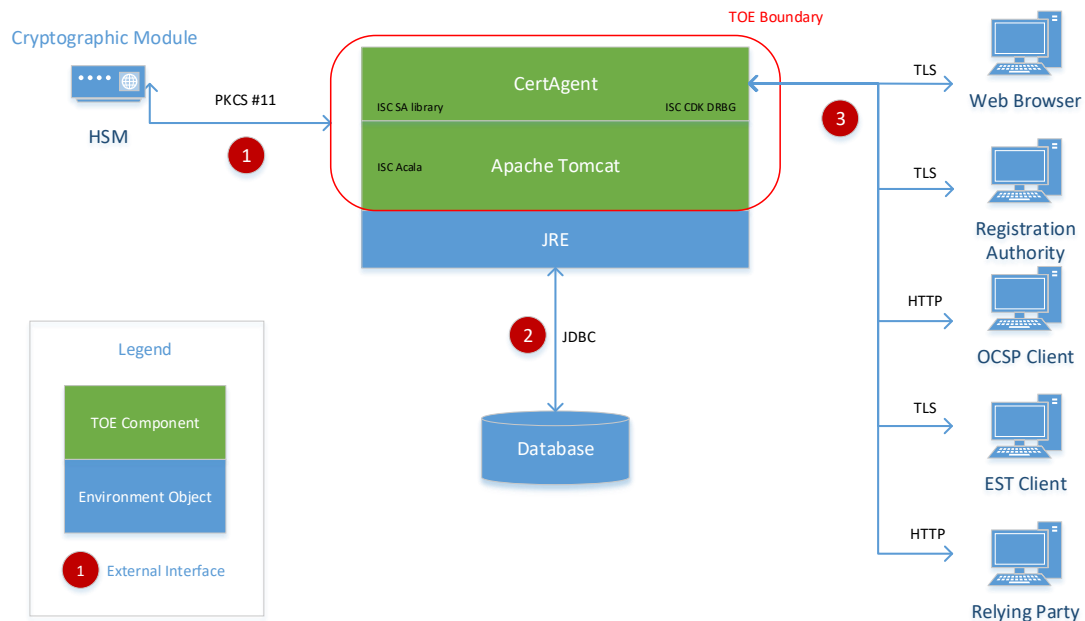 TOE Boundary
Cryptographic Module
HSM
PKCS #11
1
CertAgent
ISC SA library
ISC CDK DRBG
ISC Acala
Apache Tomcat
JRE
2
JDBC
Database
3
TLS
Web Browser
TLS
Registration
Authority
HTTP
OCSP Client
TLS
EST Client
HTTP
Relying Party
Legend
TOE Component
Environment Object
1
External Interface